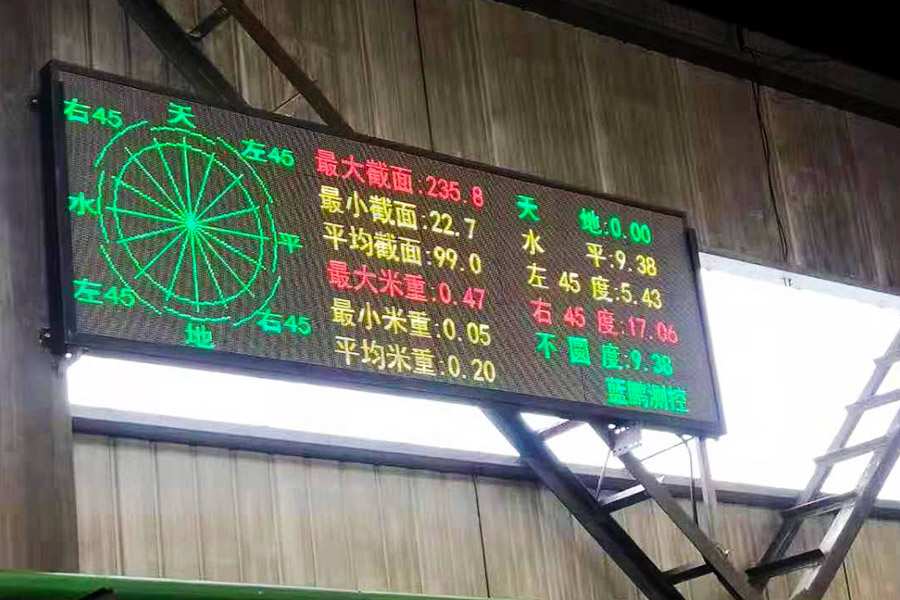 右45
天
左45
水
平
左45
地
右45
最大截面:235.8
最小截面:22.7
平均截面:99.0
最大米重:0.47
最小米重:0.05
平均米重:0.20
天 地:0.00
水 平:9.38
左 45 度:5.43
右 45 度:17.06
不 圆 度:9.38
蓝鹏测控